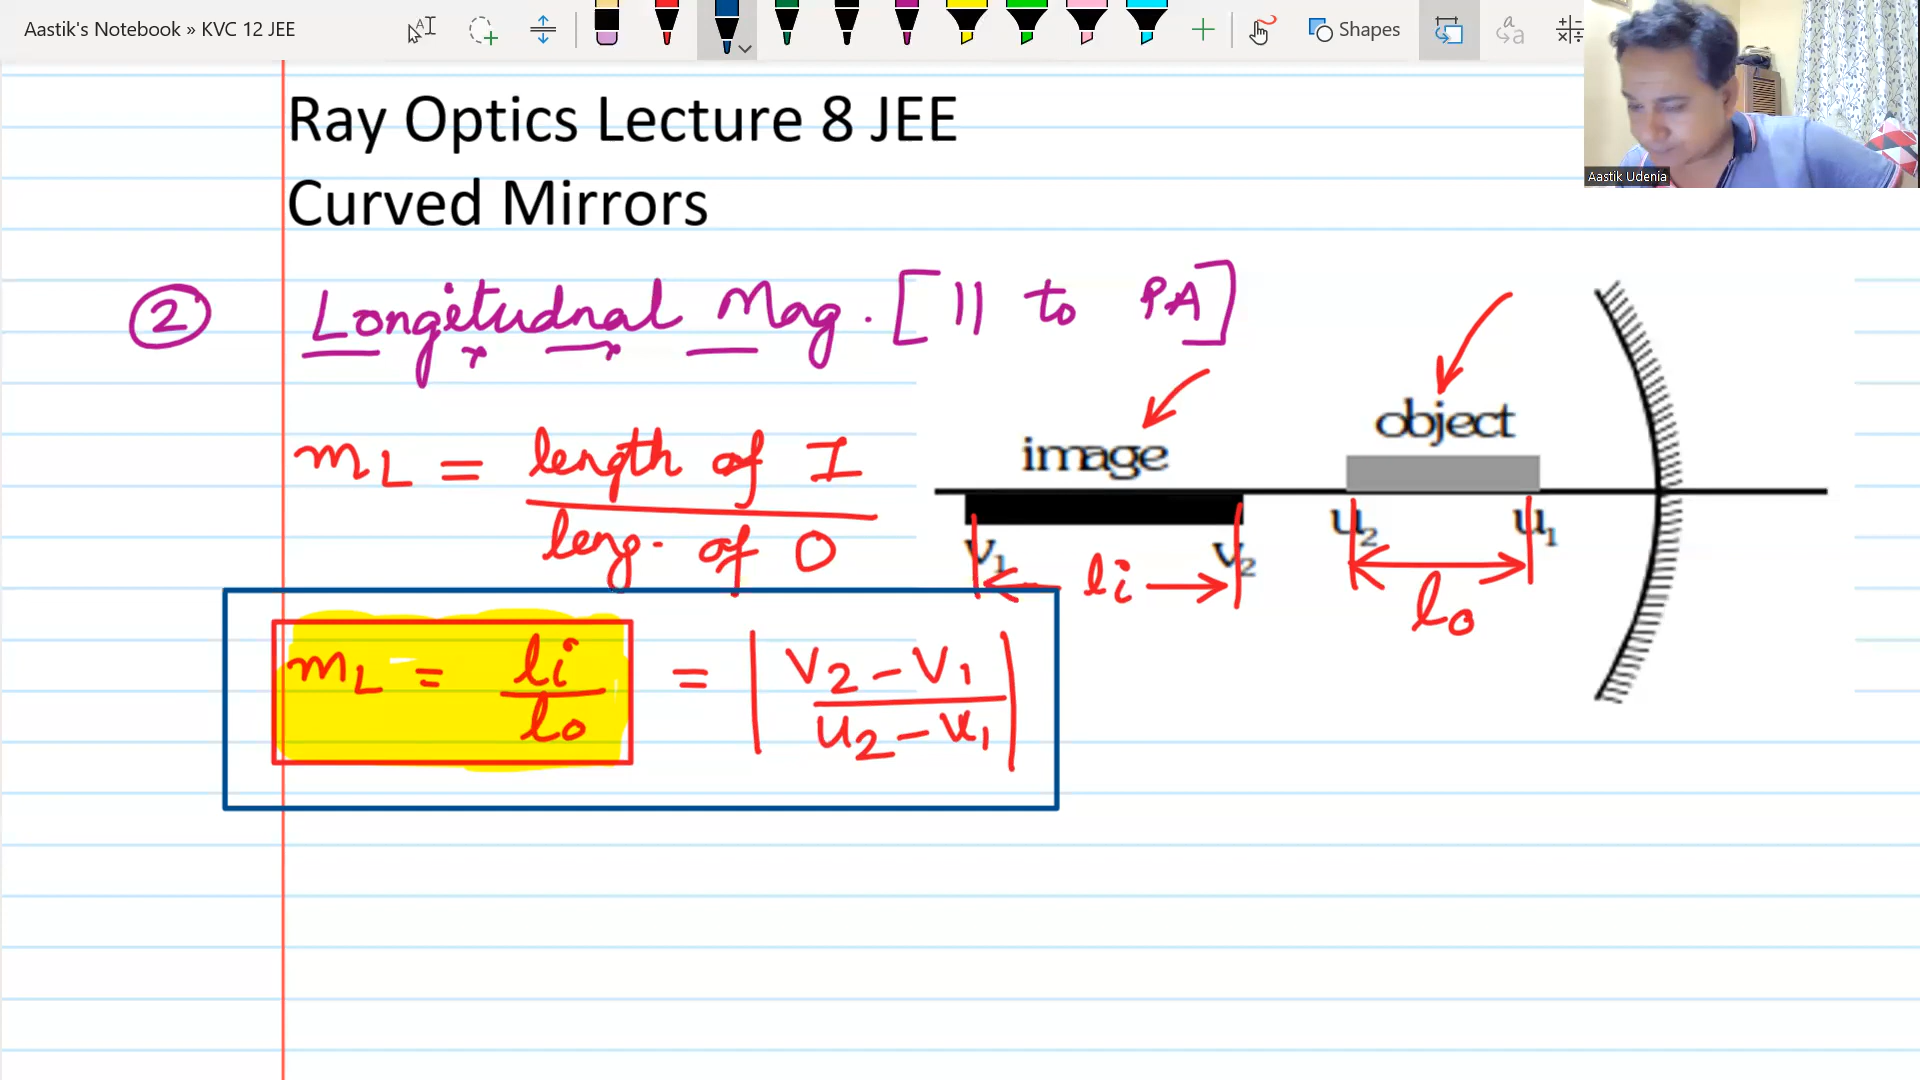 Aastik's Notebook » KVC 12 JEE
Shapes
Aastik Udenia
Ray Optics Lecture 8 JEE
Curved Mirrors
② Longitudnal Mag. [ || to PA]
mL = length of I / leng. of O
image
object
V1 V2 U2 U1
li
lo
mL = li / lo = | V2 - V1 / U2 - U1 |